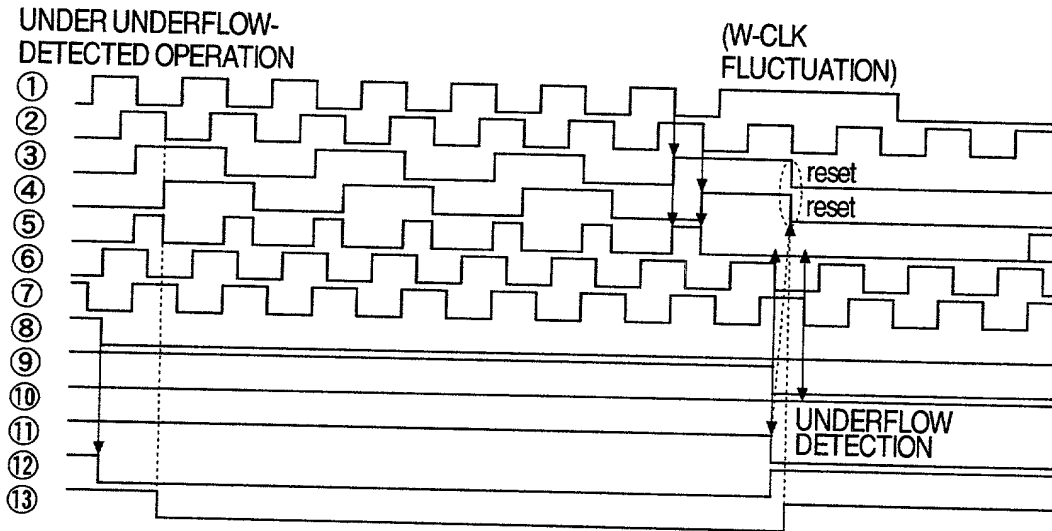 UNDER UNDERFLOW-
DETECTED OPERATION
(W-CLK
FLUCTUATION)
①
②
③
reset
④
reset
⑤
⑥
⑦
⑧
⑨
⑩
⑪
UNDERFLOW
DETECTION
⑫
⑬